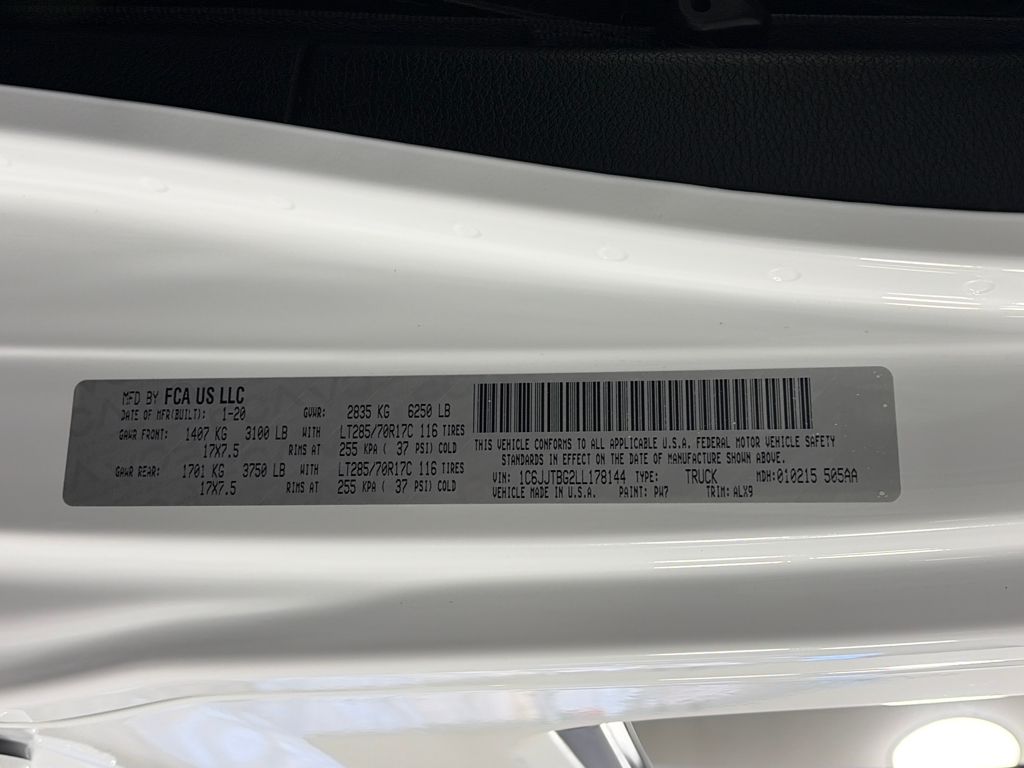 MFD BY FCA US LLC
DATE OF MFR(BUILT): 1-20 GVWR: 2835 KG 6250 LB
GAWR FRONT: 1407 KG 3100 LB WITH LT285/70R17C 116 TIRES
17X7.5 RIMS AT 255 KPA ( 37 PSI) COLD
GAWR REAR: 1701 KG 3750 LB WITH LT285/70R17C 116 TIRES
17X7.5 RIMS AT 255 KPA ( 37 PSI) COLD
THIS VEHICLE CONFORMS TO ALL APPLICABLE U.S.A. FEDERAL MOTOR VEHICLE SAFETY
STANDARDS IN EFFECT ON THE DATE OF MANUFACTURE SHOWN ABOVE.
VIN: 1C6JJTBG2LL178144 TYPE: TRUCK MDH:010215 505AA
VEHICLE MADE IN U.S.A. PAINT: PW7 TRIM: ALX9